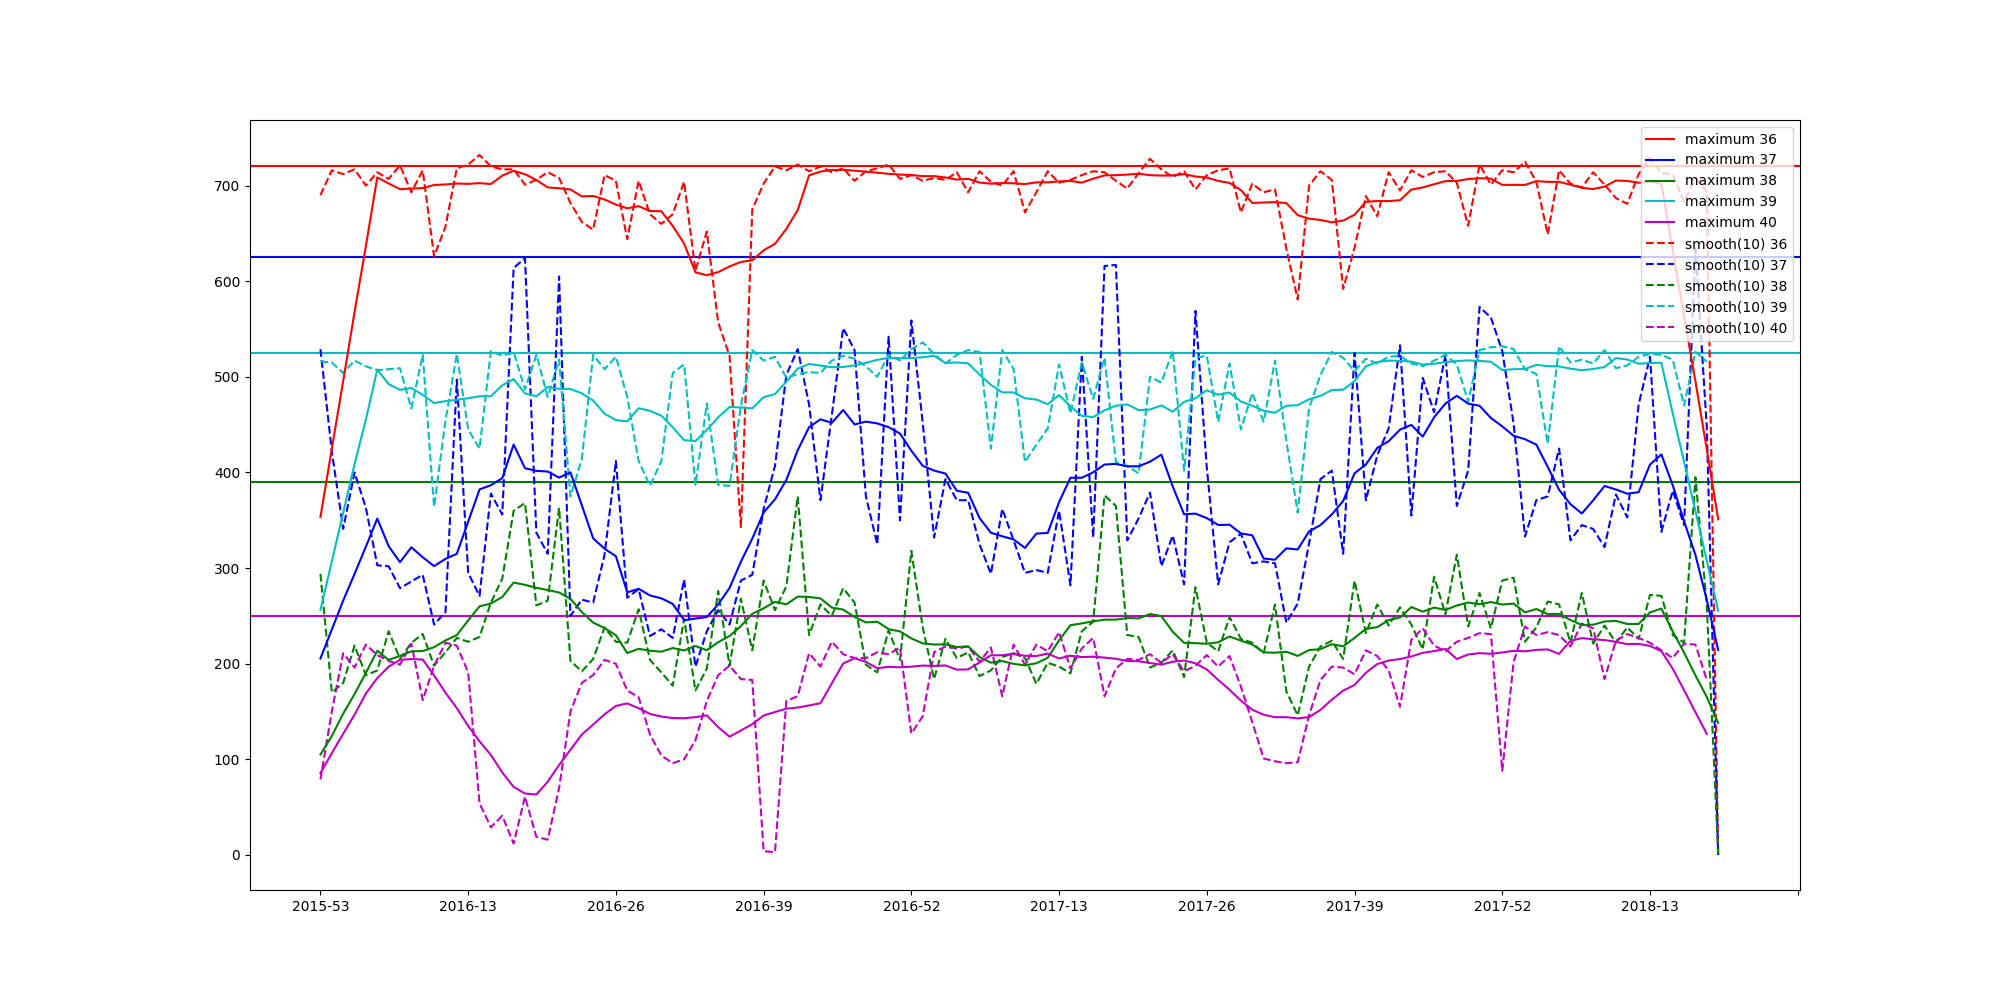 maximum 36
maximum 37
maximum 38
maximum 39
maximum 40
smooth(10) 36
smooth(10) 37
smooth(10) 38
smooth(10) 39
smooth(10) 40
700
600
500
400
300
200
100
0
2015-53 2016-13 2016-26 2016-39 2016-52 2017-13 2017-26 2017-39 2017-52 2018-13